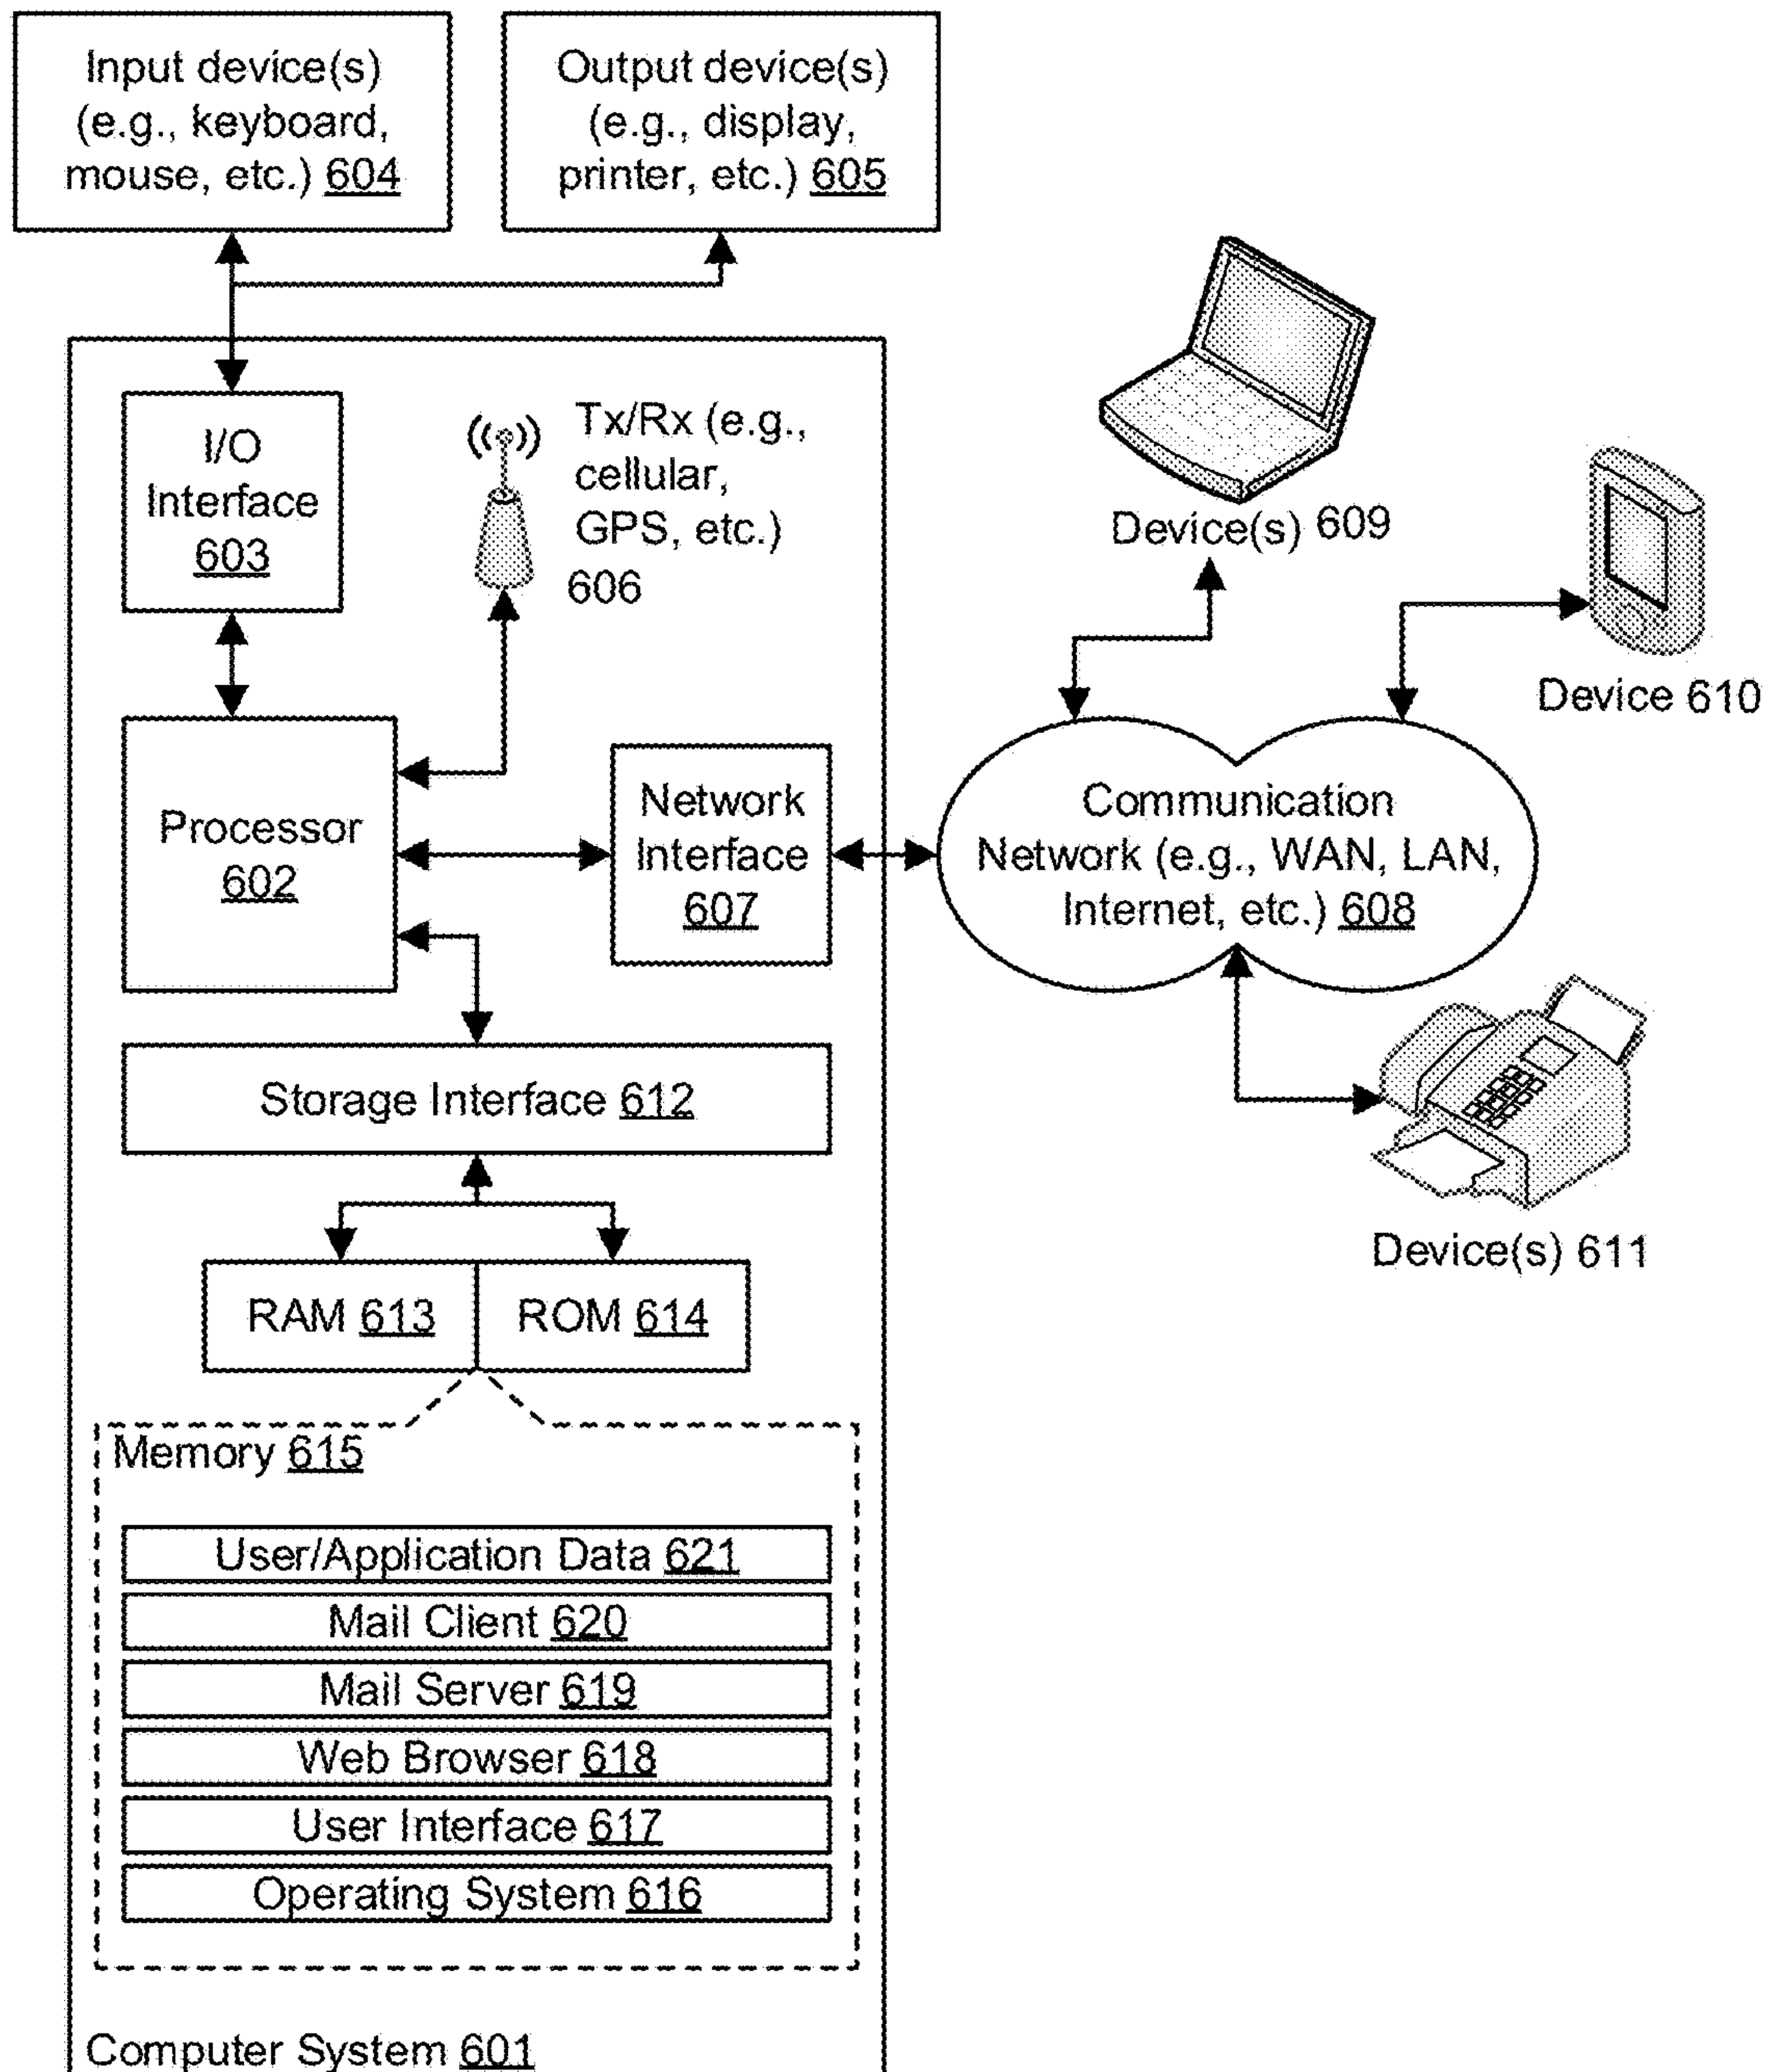 Input device(s)
(e.g., keyboard,
mouse, etc.) 604
Output device(s)
(e.g., display,
printer, etc.) 605
I/O
Interface
603
Tx/Rx (e.g.,
cellular,
GPS, etc.)
606
Device(s) 609
Device 610
Processor
602
Network
Interface
607
Communication
Network (e.g., WAN, LAN,
Internet, etc.) 608
Storage Interface 612
Device(s) 611
RAM 613
ROM 614
Memory 615
User/Application Data 621
Mail Client 620
Mail Server 619
Web Browser 618
User Interface 617
Operating System 616
Computer System 601